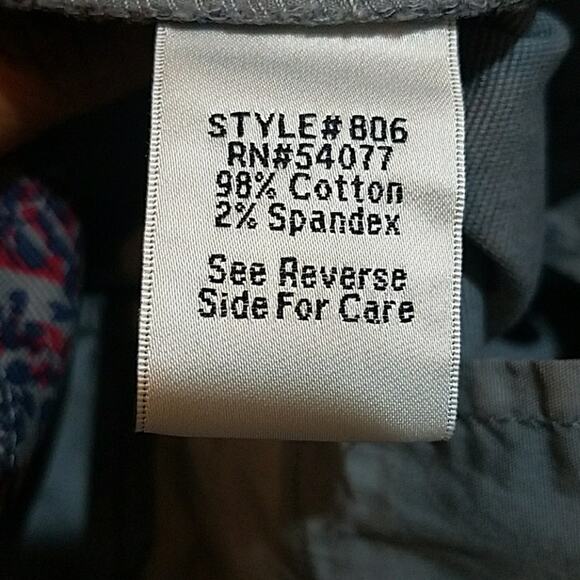 STYLE# 806
RN#54077
98% Cotton
2% Spandex
See Reverse
Side For Care